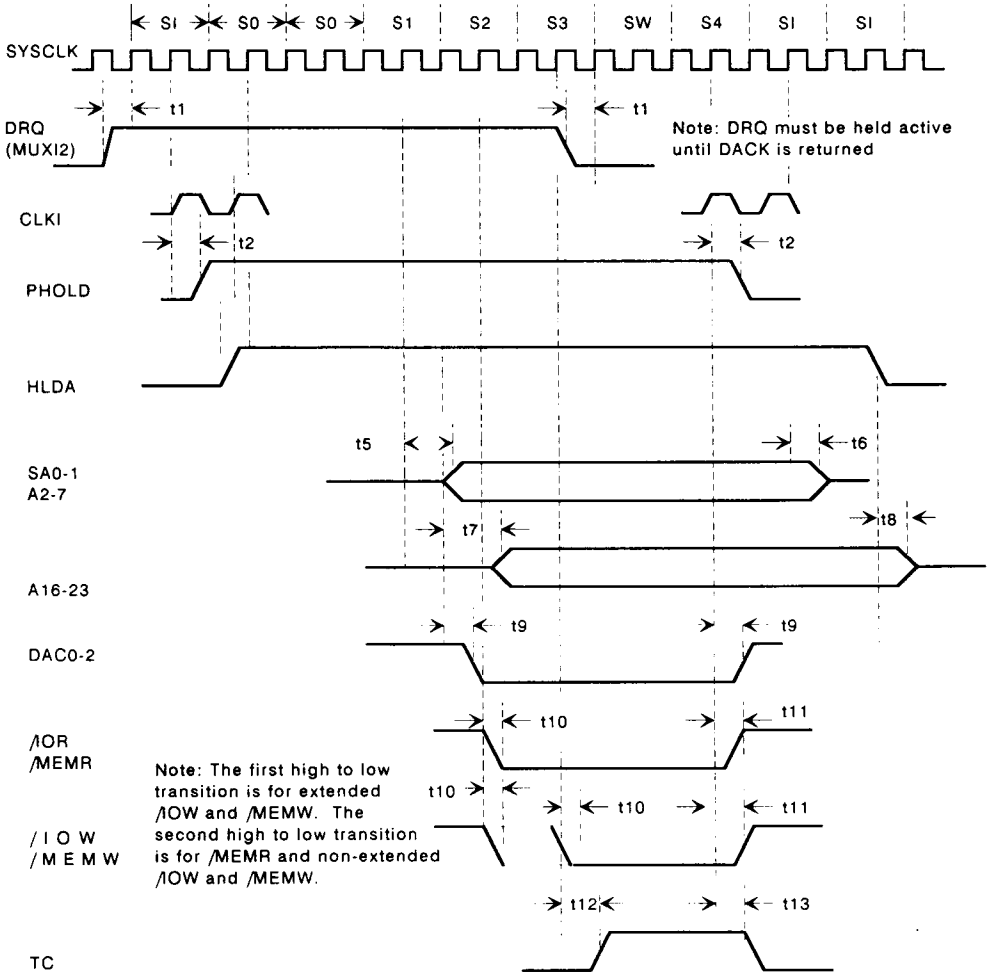 SI S0 S0 S1 S2 S3 SW S4 SI SI
SYSCLK
t1 t1
DRQ
(MUXI2)
Note: DRQ must be held active
until DACK is returned
CLKI
t2 t2
PHOLD
HLDA
t5 t6
SA0-1
A2-7
t7 t8
A16-23
t9 t9
DAC0-2
t10 t11
/IOR
/MEMR
Note: The first high to low
transition is for extended
/IOW and /MEMW. The
second high to low transition
is for /MEMR and non-extended
/IOW and /MEMW.
t10 t10 t11
/IOW
/MEMW
t12 t13
TC